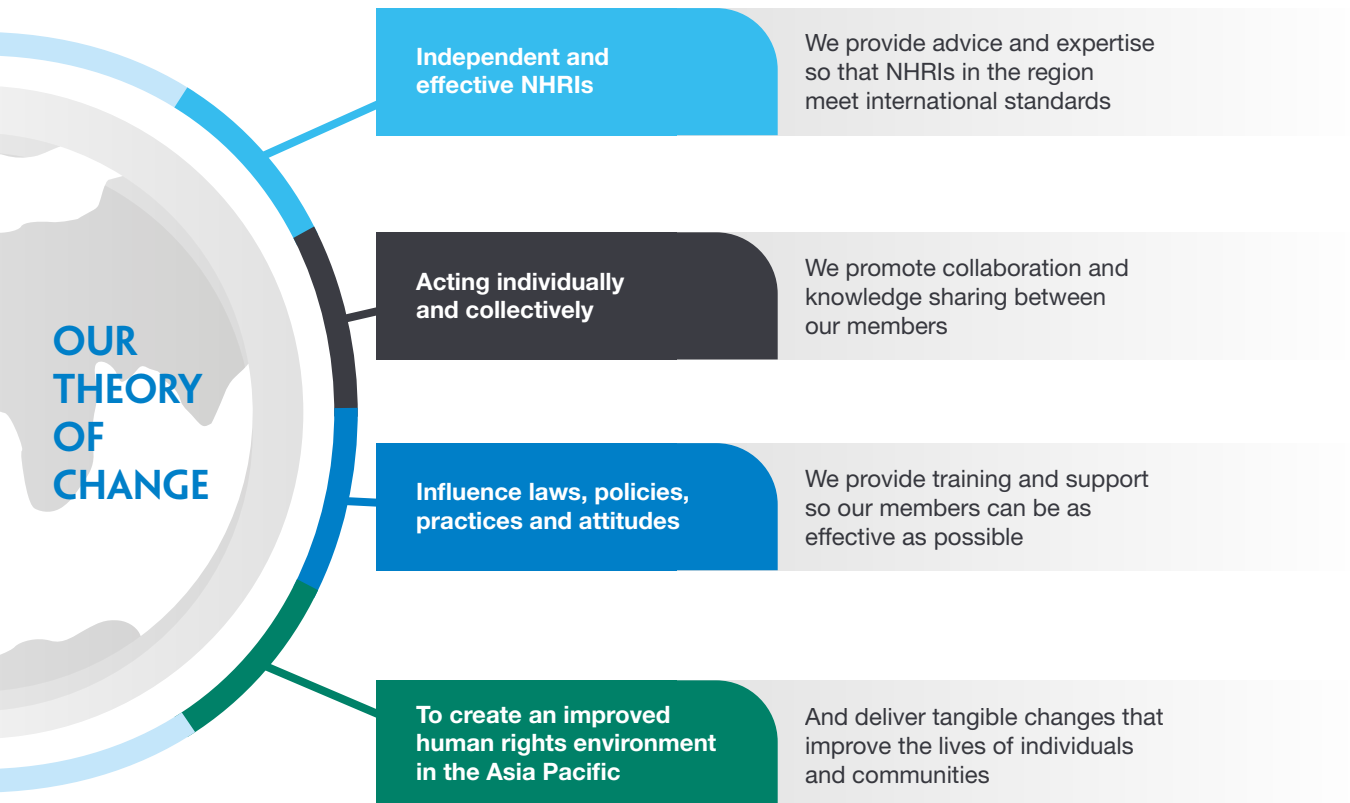 OUR
THEORY
OF
CHANGE
Independent and
effective NHRIs
We provide advice and expertise
so that NHRIs in the region
meet international standards
Acting individually
and collectively
We promote collaboration and
knowledge sharing between
our members
Influence laws, policies,
practices and attitudes
We provide training and support
so our members can be as
effective as possible
To create an improved
human rights environment
in the Asia Pacific
And deliver tangible changes that
improve the lives of individuals
and communities